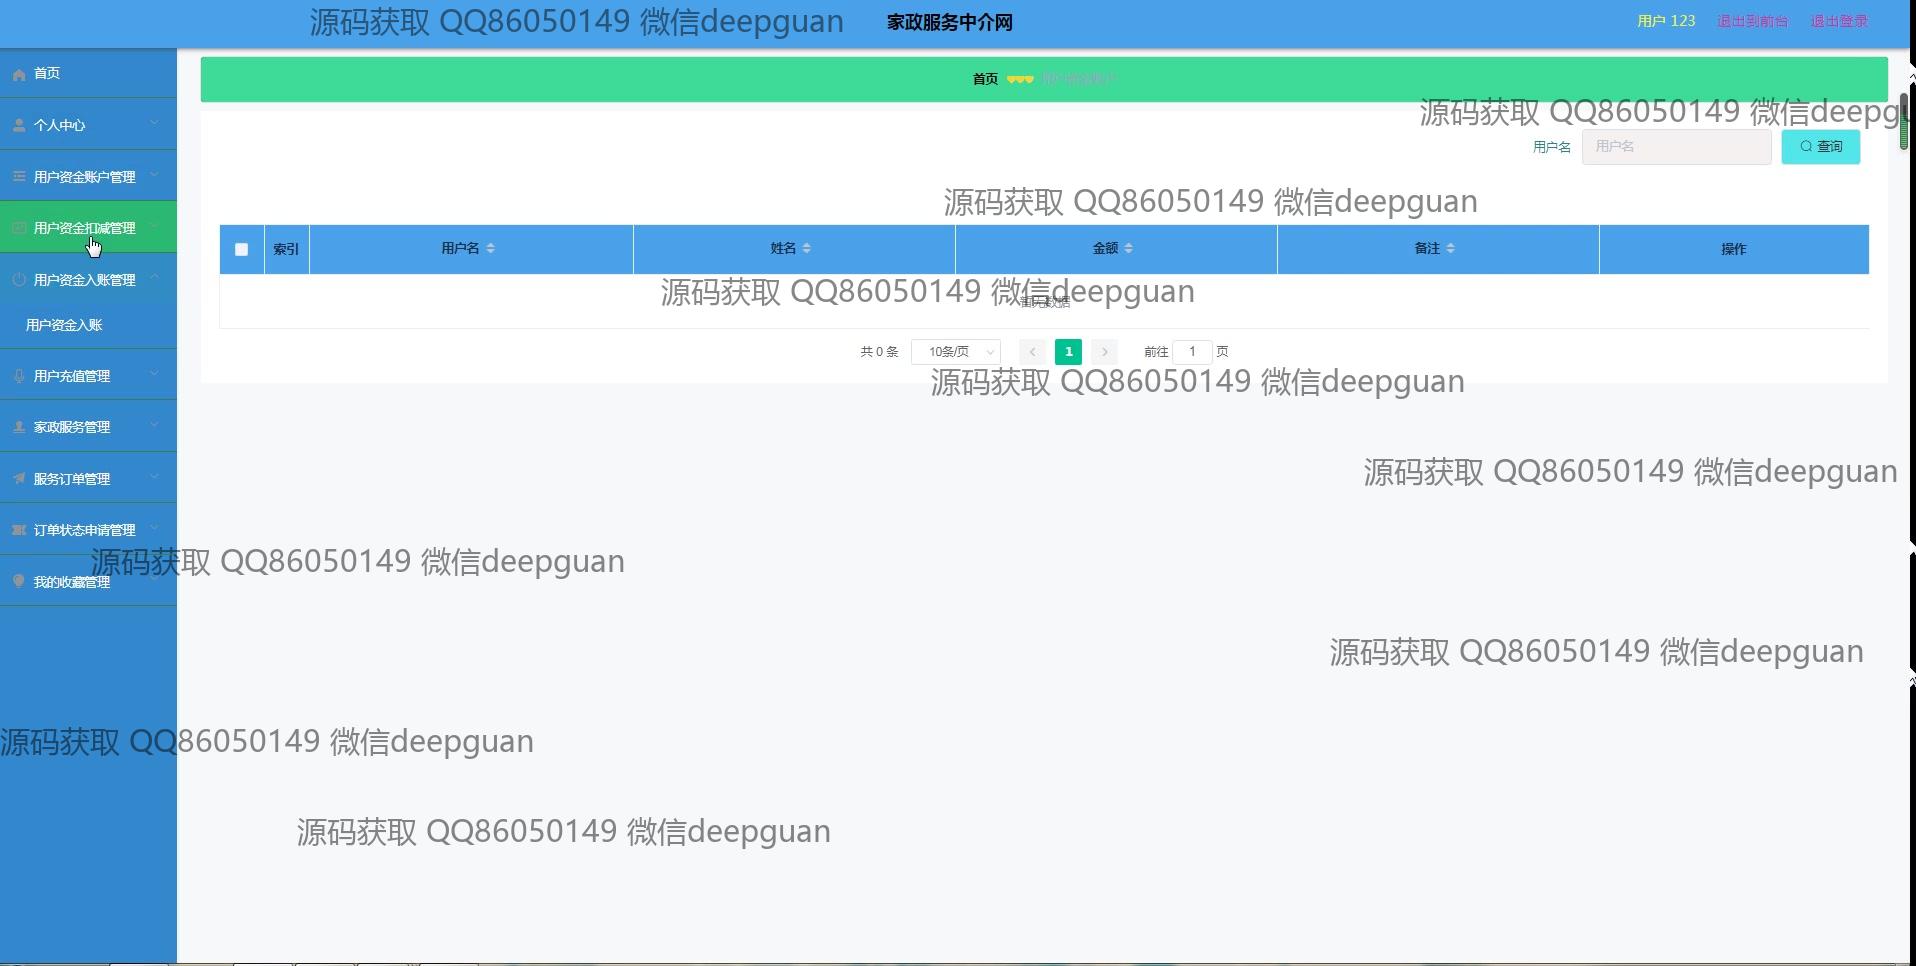 源码获取 QQ86050149 微信deepguan
家政服务中介网
用户 123 退出到前台 退出登录
首页
个人中心
用户资金账户管理
用户资金扣减管理
用户资金入账管理
用户资金入账
用户充值管理
家政服务管理
服务订单管理
订单状态申请管理
我的收藏管理
首页 用户资金账户
源码获取 QQ86050149 微信deepgu
用户名 用户名 查询
源码获取 QQ86050149 微信deepguan
索引 用户名 姓名 金额 备注 操作
源码获取 QQ86050149 微信deepguan
暂无数据
共 0 条 10条/页 1 前往 1 页
源码获取 QQ86050149 微信deepguan
源码获取 QQ86050149 微信deepguan
源码获取 QQ86050149 微信deepguan
源码获取 QQ86050149 微信deepguan
源码获取 QQ86050149 微信deepguan
源码获取 QQ86050149 微信deepguan